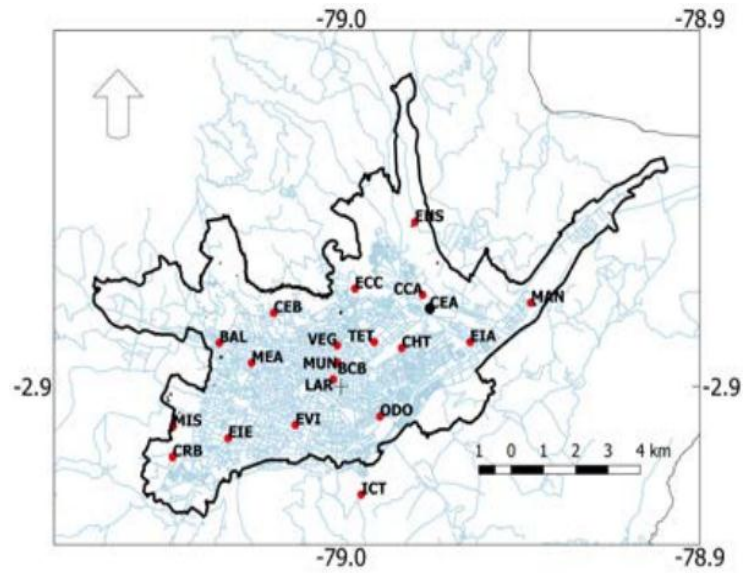 -79.0 -78.9
EHS
ECC
CCA
CEA
MAN
CEB
BAL
VEG
TET
CHT
EIA
MEA
MUN
BCB
LAR
-2.9 -2.9
MIS
ODO
EIE
EVI
CRB
1 0 1 2 3 4 km
ICT
-79.0 -78.9